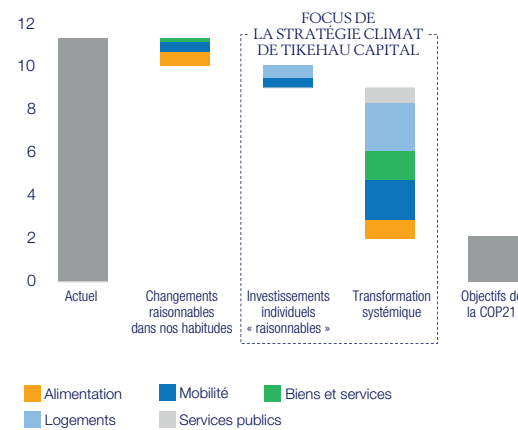 FOCUS DE
LA STRATÉGIE CLIMAT
DE TIKEHAU CAPITAL
12
10
8
6
4
2
0
Actuel
Changements
raisonnables
dans nos habitudes
Investissements
individuels
« raisonnables »
Transformation
systémique
Objectifs de
la COP21
Alimentation
Mobilité
Biens et services
Logements
Services publics